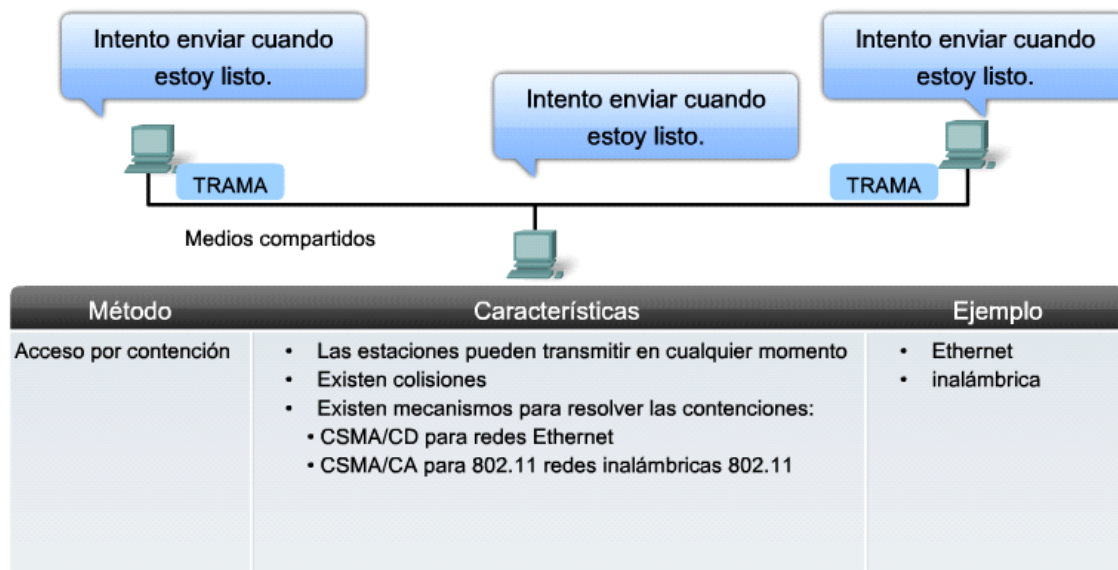 Intento enviar cuando
estoy listo.
Intento enviar cuando
estoy listo.
Intento enviar cuando
estoy listo.
TRAMA
TRAMA
Medios compartidos
Método
Características
Ejemplo
Acceso por contención
• Las estaciones pueden transmitir en cualquier momento
• Existen colisiones
• Existen mecanismos para resolver las contenciones:
• CSMA/CD para redes Ethernet
• CSMA/CA para 802.11 redes inalámbricas 802.11
• Ethernet
• inalámbrica